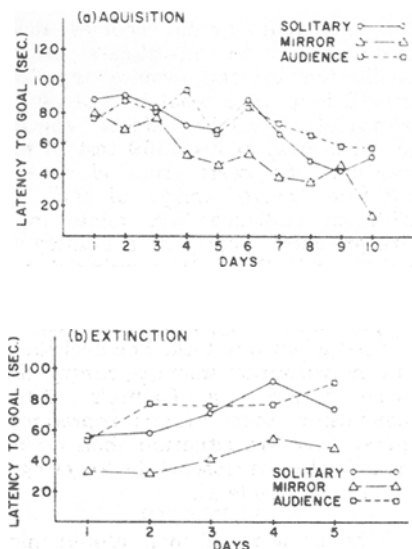 (a) AQUISITION
SOLITARY
MIRROR
AUDIENCE
LATENCY TO GOAL (SEC.)
120
100
80
60
40
20
1 2 3 4 5 6 7 8 9 10
DAYS
(b) EXTINCTION
LATENCY TO GOAL (SEC.)
100
80
60
40
20
SOLITARY
MIRROR
AUDIENCE
1 2 3 4 5
DAYS